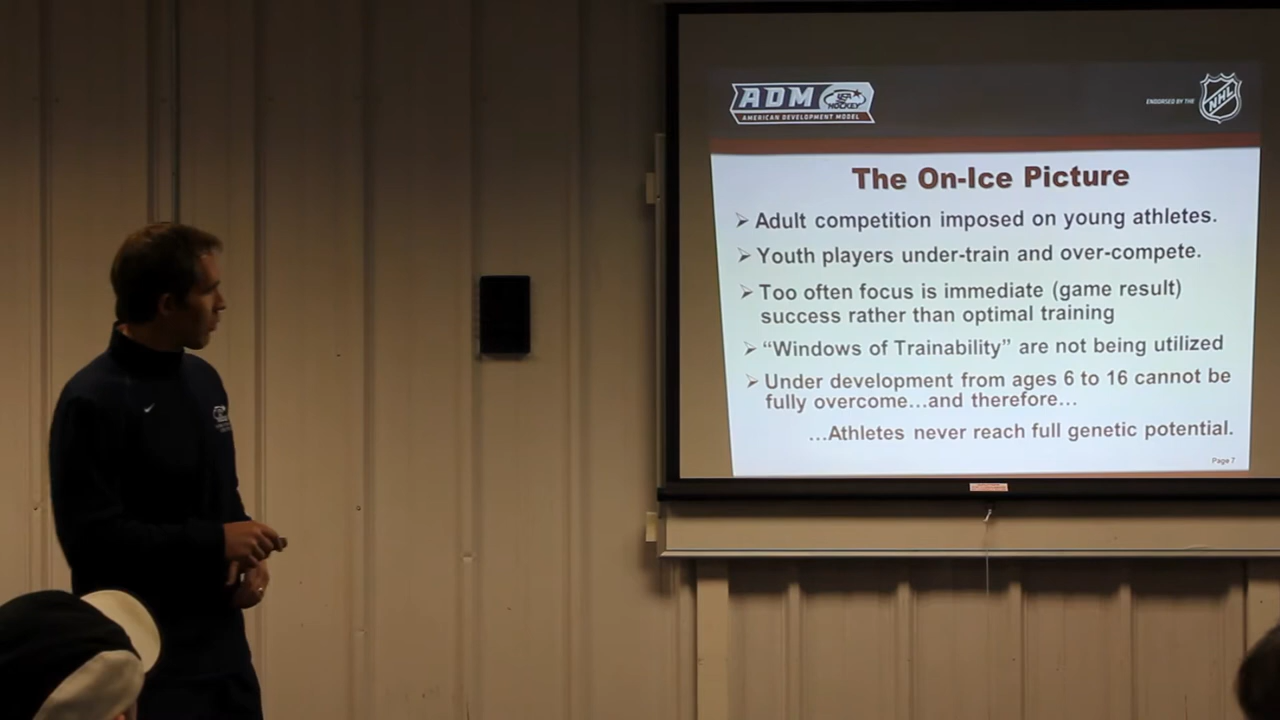 ADM
USA
HOCKEY
AMERICAN DEVELOPMENT MODEL
ENDORSED BY THE
NHL
The On-Ice Picture
Adult competition imposed on young athletes.
Youth players under-train and over-compete.
Too often focus is immediate (game result)
success rather than optimal training
“Windows of Trainability” are not being utilized
Under development from ages 6 to 16 cannot be
fully overcome…and therefore…
…Athletes never reach full genetic potential.
Page 7